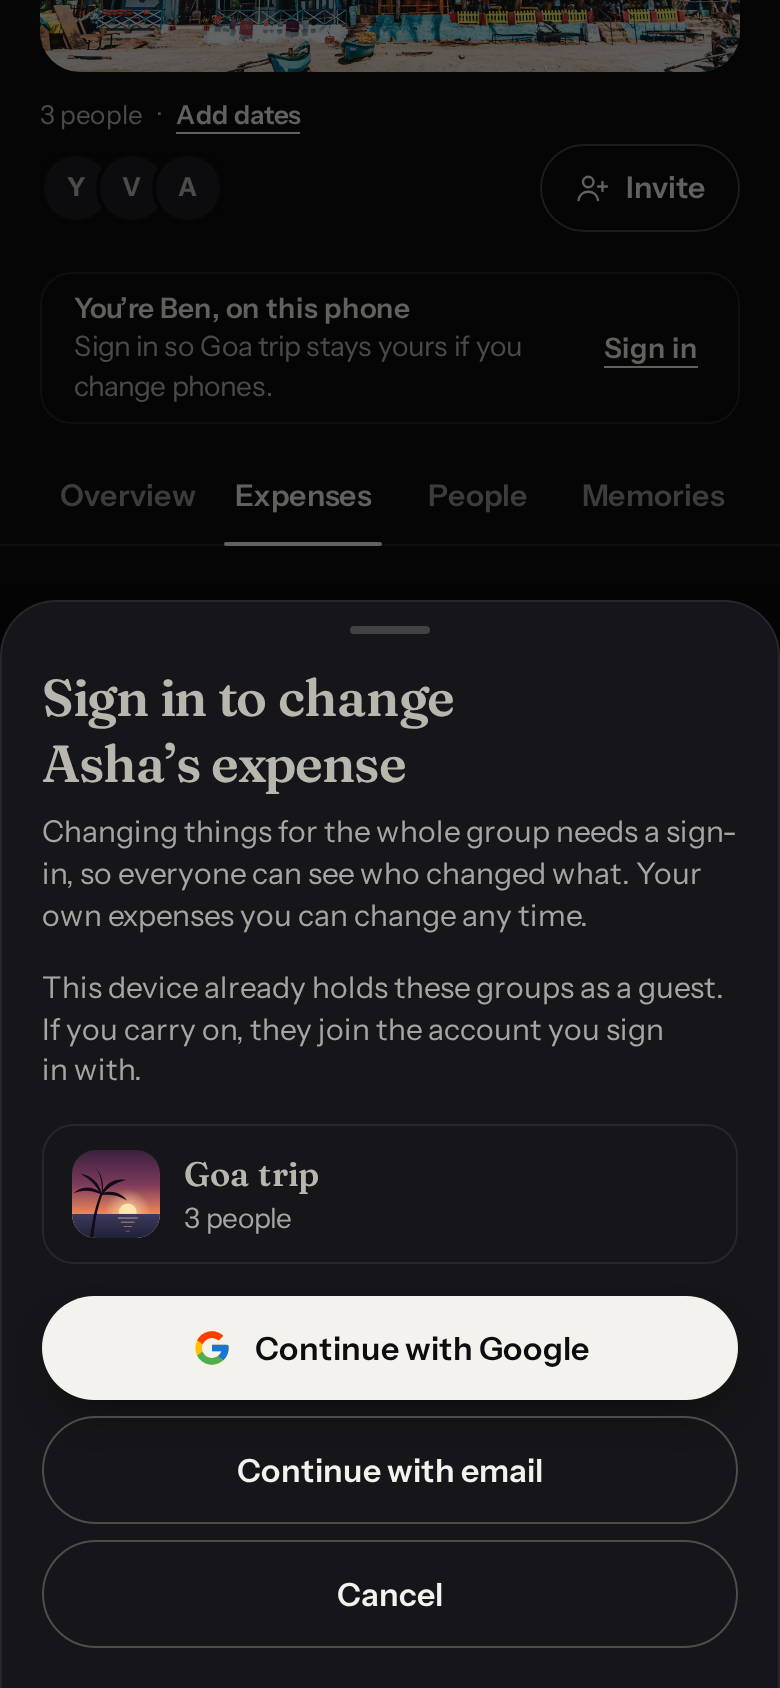 3 people · Add dates
Y V A
Invite
You’re Ben, on this phone
Sign in so Goa trip stays yours if you
change phones.
Sign in
Overview Expenses People Memories
Sign in to change
Asha’s expense
Changing things for the whole group needs a sign-
in, so everyone can see who changed what. Your
own expenses you can change any time.
This device already holds these groups as a guest.
If you carry on, they join the account you sign
in with.
Goa trip
3 people
Continue with Google
Continue with email
Cancel